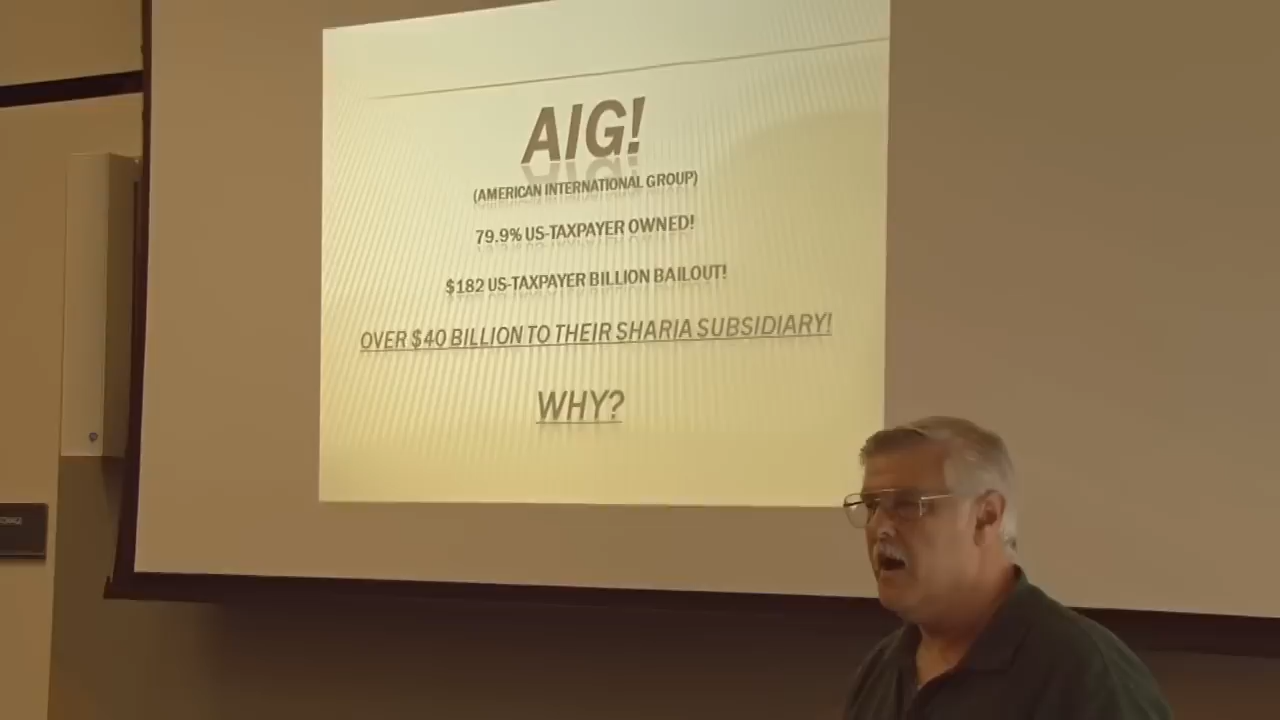 AIG!
(AMERICAN INTERNATIONAL GROUP)
79.9% US-TAXPAYER OWNED!
$182 US-TAXPAYER BILLION BAILOUT!
OVER $40 BILLION TO THEIR SHARIA SUBSIDIARY!
WHY?